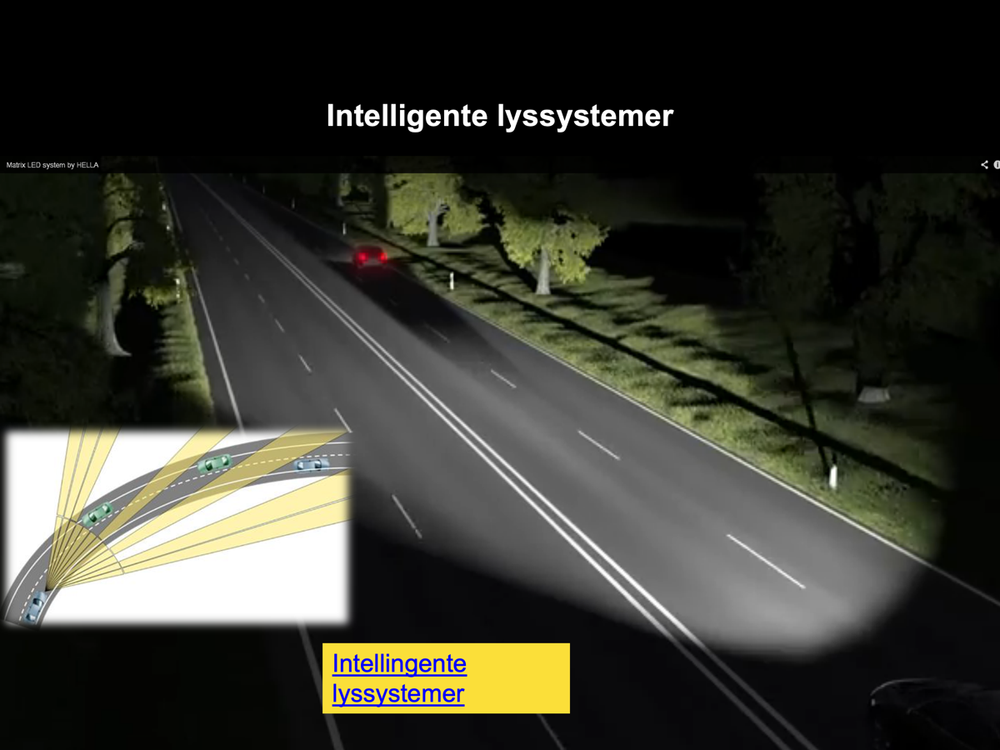 Intelligente lyssystemer
Matrix LED system by HELLA
Intellingente
lyssystemer